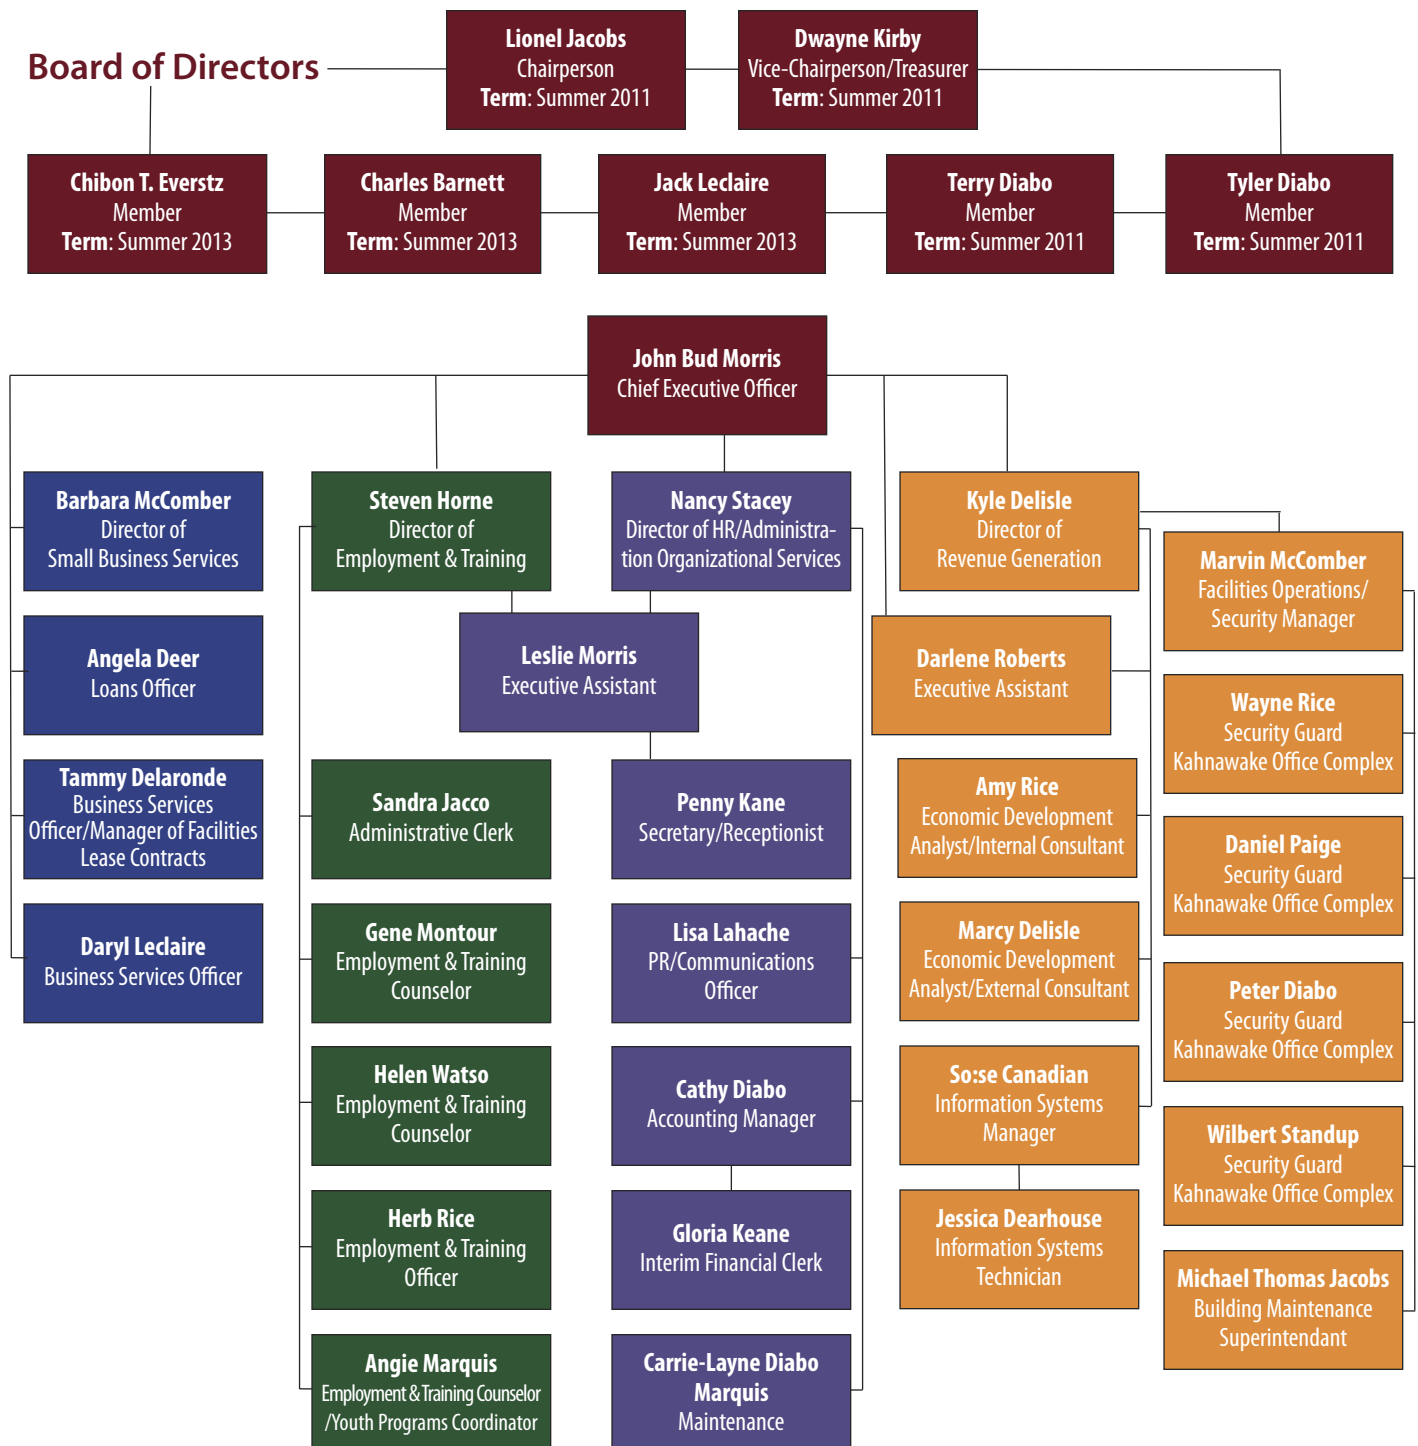 Board of Directors
Lionel Jacobs
Chairperson
Term: Summer 2011
Dwayne Kirby
Vice-Chairperson/Treasurer
Term: Summer 2011
Chibon T. Everstz
Member
Term: Summer 2013
Charles Barnett
Member
Term: Summer 2013
Jack Leclaire
Member
Term: Summer 2013
Terry Diabo
Member
Term: Summer 2011
Tyler Diabo
Member
Term: Summer 2011
John Bud Morris
Chief Executive Officer
Barbara McComber
Director of
Small Business Services
Angela Deer
Loans Officer
Tammy Delaronde
Business Services
Officer/Manager of Facilities
Lease Contracts
Daryl Leclaire
Business Services Officer
Steven Horne
Director of
Employment & Training
Nancy Stacey
Director of HR/Administra-
tion Organizational Services
Leslie Morris
Executive Assistant
Sandra Jacco
Administrative Clerk
Gene Montour
Employment & Training
Counselor
Helen Watso
Employment & Training
Counselor
Herb Rice
Employment & Training
Officer
Angie Marquis
Employment & Training Counselor
/Youth Programs Coordinator
Penny Kane
Secretary/Receptionist
Lisa Lahache
PR/Communications
Officer
Cathy Diabo
Accounting Manager
Gloria Keane
Interim Financial Clerk
Carrie-Layne Diabo
Marquis
Maintenance
Kyle Delisle
Director of
Revenue Generation
Darlene Roberts
Executive Assistant
Amy Rice
Economic Development
Analyst/Internal Consultant
Marcy Delisle
Economic Development
Analyst/External Consultant
So:se Canadian
Information Systems
Manager
Jessica Dearhouse
Information Systems
Technician
Marvin McComber
Facilities Operations/
Security Manager
Wayne Rice
Security Guard
Kahnawake Office Complex
Daniel Paige
Security Guard
Kahnawake Office Complex
Peter Diabo
Security Guard
Kahnawake Office Complex
Wilbert Standup
Security Guard
Kahnawake Office Complex
Michael Thomas Jacobs
Building Maintenance
Superintendant